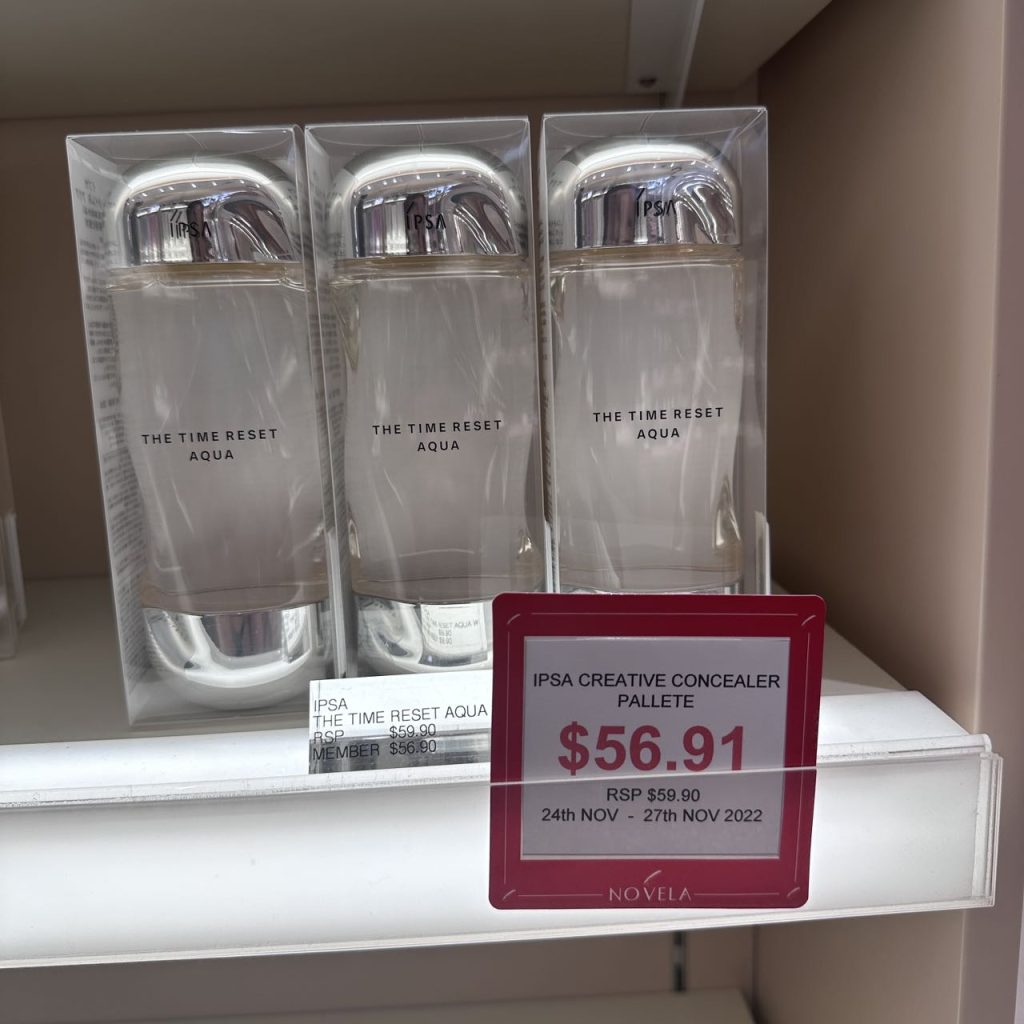 IPSA
IPSA
IPSA
THE TIME RESET
AQUA
THE TIME RESET
AQUA
THE TIME RESET
AQUA
IPSA
THE TIME RESET AQUA
RSP $59.90
MEMBER $56.90
IPSA CREATIVE CONCEALER
PALLETE
$56.91
RSP $59.90
24th NOV - 27th NOV 2022
NOVELA